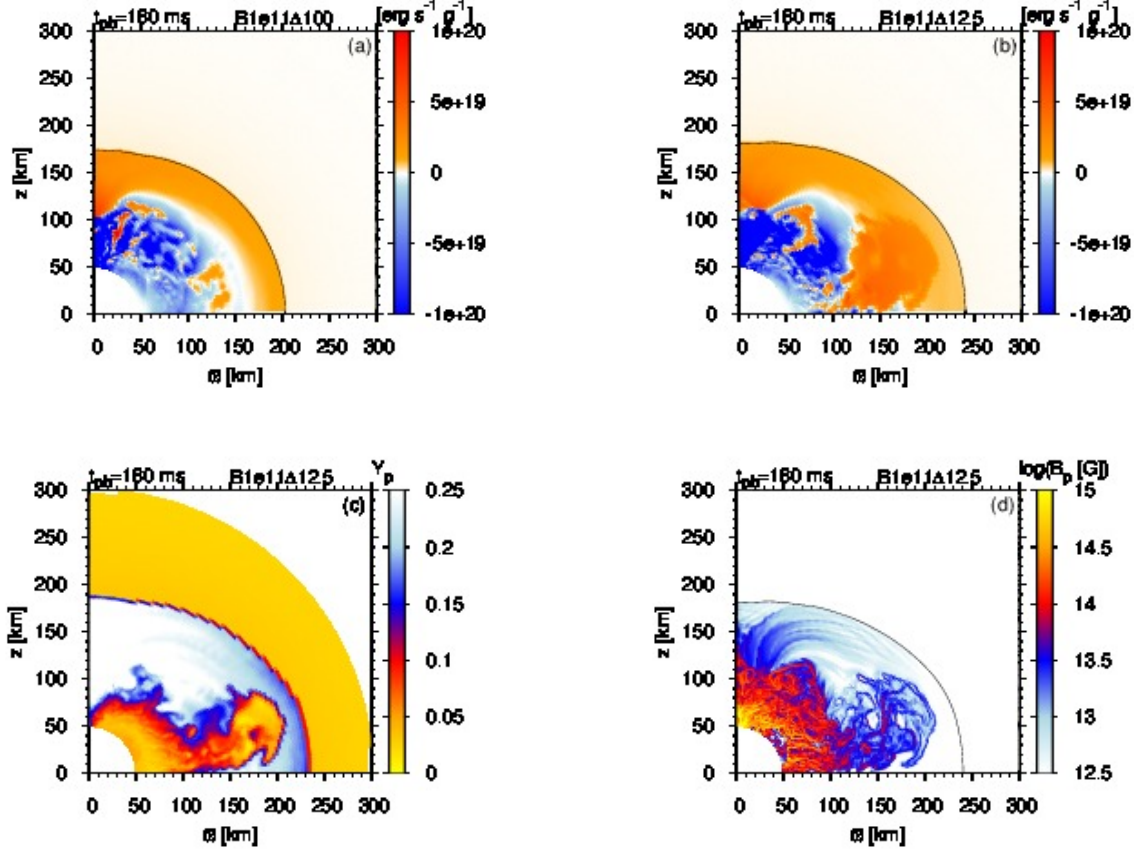 t_pb=160 ms B1e11Δ100 [erg s⁻¹ g⁻¹]
(a)
300
250
200
150
100
50
0
z [km]
0 50 100 150 200 250 300
ϖ [km]
1e+20
5e+19
0
-5e+19
-1e+20
t_pb=160 ms B1e11Δ12.5 [erg s⁻¹ g⁻¹]
(b)
300
250
200
150
100
50
0
z [km]
0 50 100 150 200 250 300
ϖ [km]
1e+20
5e+19
0
-5e+19
-1e+20
t_pb=160 ms B1e11Δ12.5 Y_p
(c)
300
250
200
150
100
50
0
z [km]
0 50 100 150 200 250 300
ϖ [km]
0.25
0.2
0.15
0.1
0.05
0
t_pb=160 ms B1e11Δ12.5 log(B_p [G])
(d)
300
250
200
150
100
50
0
z [km]
0 50 100 150 200 250 300
ϖ [km]
15
14.5
14
13.5
13
12.5